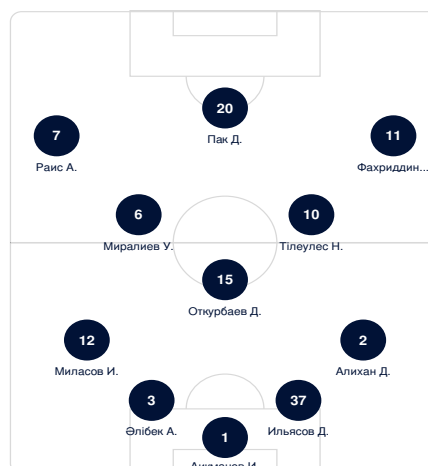 20
Пак Д.
7
Раис А.
11
Фахриддин...
6
Миралиев У.
10
Тілеулес Н.
15
Откурбаев Д.
12
Миласов И.
2
Алихан Д.
3
Әлібек А.
37
Ильясов Д.
1